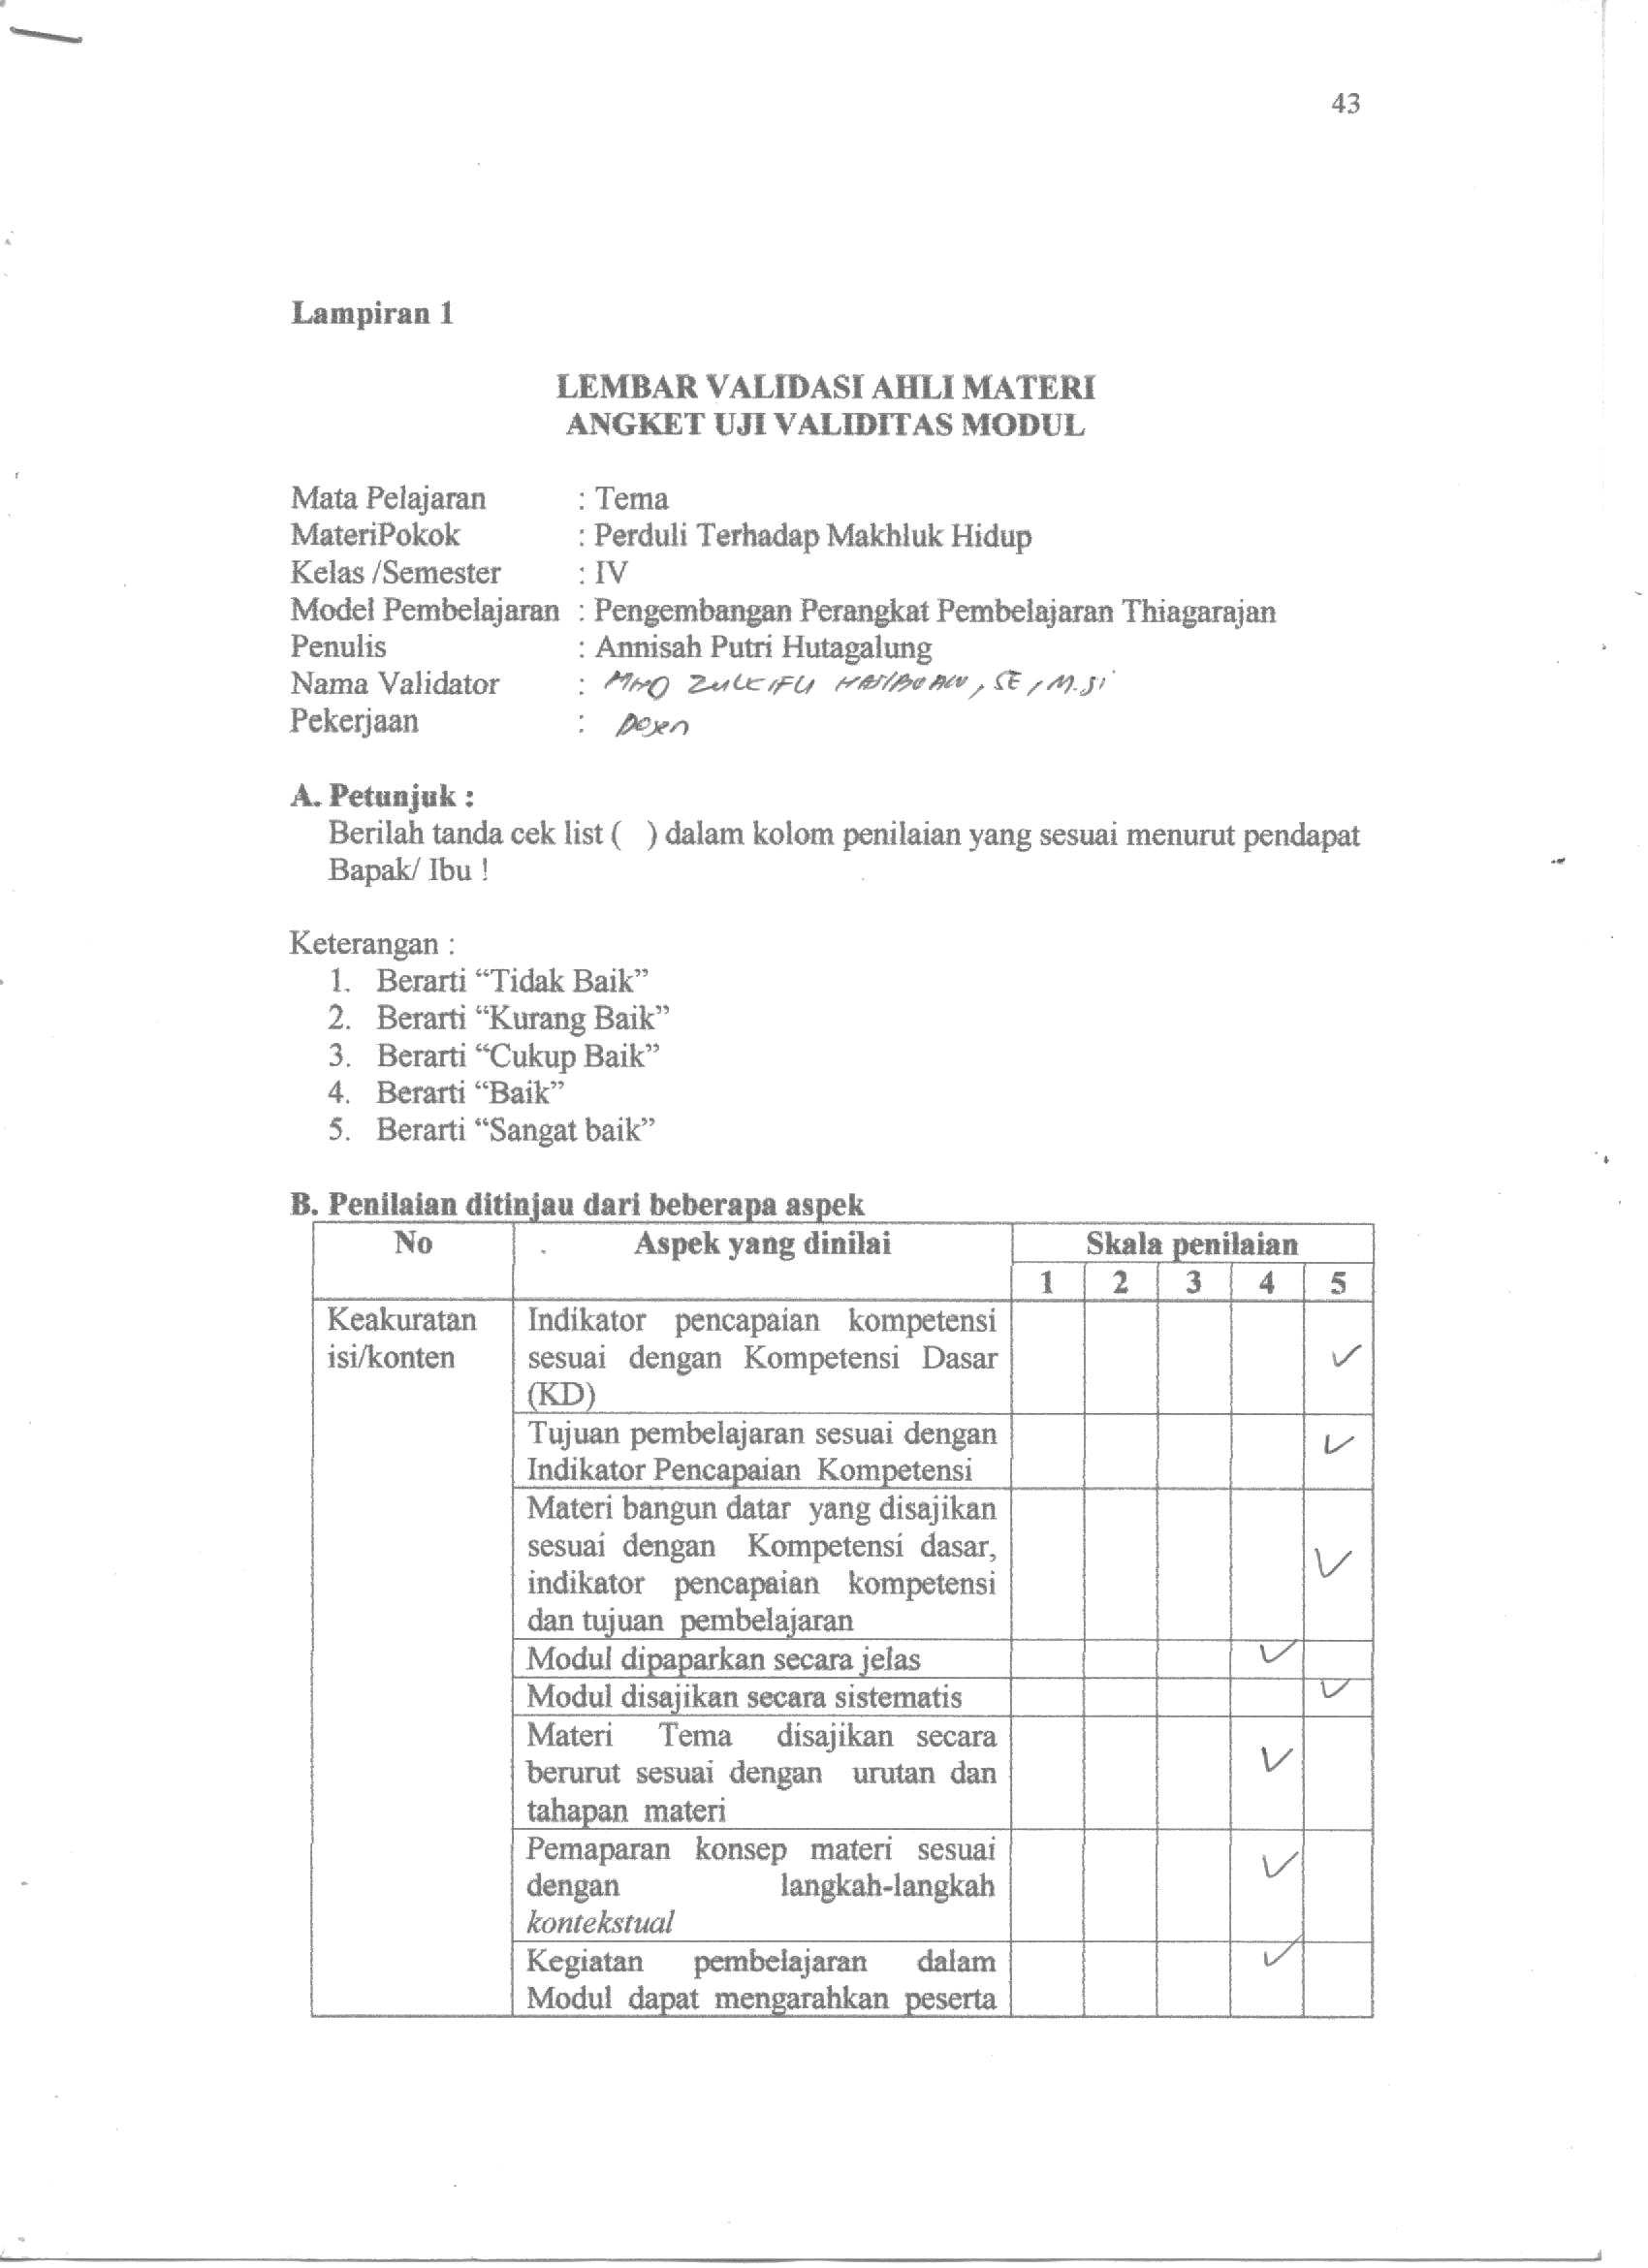 43
Lampiran 1
LEMBAR VALIDASI AHLI MATERI
ANGKET UJI VALIDITAS MODUL
Mata Pelajaran : Tema
MateriPokok : Perduli Terhadap Makhluk Hidup
Kelas /Semester : IV
Model Pembelajaran : Pengembangan Perangkat Pembelajaran Thiagarajan
Penulis : Annisah Putri Hutagalung
Nama Validator : , SE, M.Si
Pekerjaan : Dosen
A. Petunjuk :
Berilah tanda cek list ( ) dalam kolom penilaian yang sesuai menurut pendapat
Bapak/ Ibu !
Keterangan :
1. Berarti “Tidak Baik”
2. Berarti “Kurang Baik”
3. Berarti “Cukup Baik”
4. Berarti “Baik”
5. Berarti “Sangat baik”
B. Penilaian ditinjau dari beberapa aspek
No Aspek yang dinilai Skala penilaian
1 2 3 4 5
Keakuratan Indikator pencapaian kompetensi
isi/konten sesuai dengan Kompetensi Dasar ✓
(KD)
Tujuan pembelajaran sesuai dengan ✓
Indikator Pencapaian Kompetensi
Materi bangun datar yang disajikan
sesuai dengan Kompetensi dasar, ✓
indikator pencapaian kompetensi
dan tujuan pembelajaran
Modul dipaparkan secara jelas ✓
Modul disajikan secara sistematis ✓
Materi Tema disajikan secara
berurut sesuai dengan urutan dan ✓
tahapan materi
Pemaparan konsep materi sesuai ✓
dengan langkah-langkah
kontekstual
Kegiatan pembelajaran dalam ✓
Modul dapat mengarahkan peserta